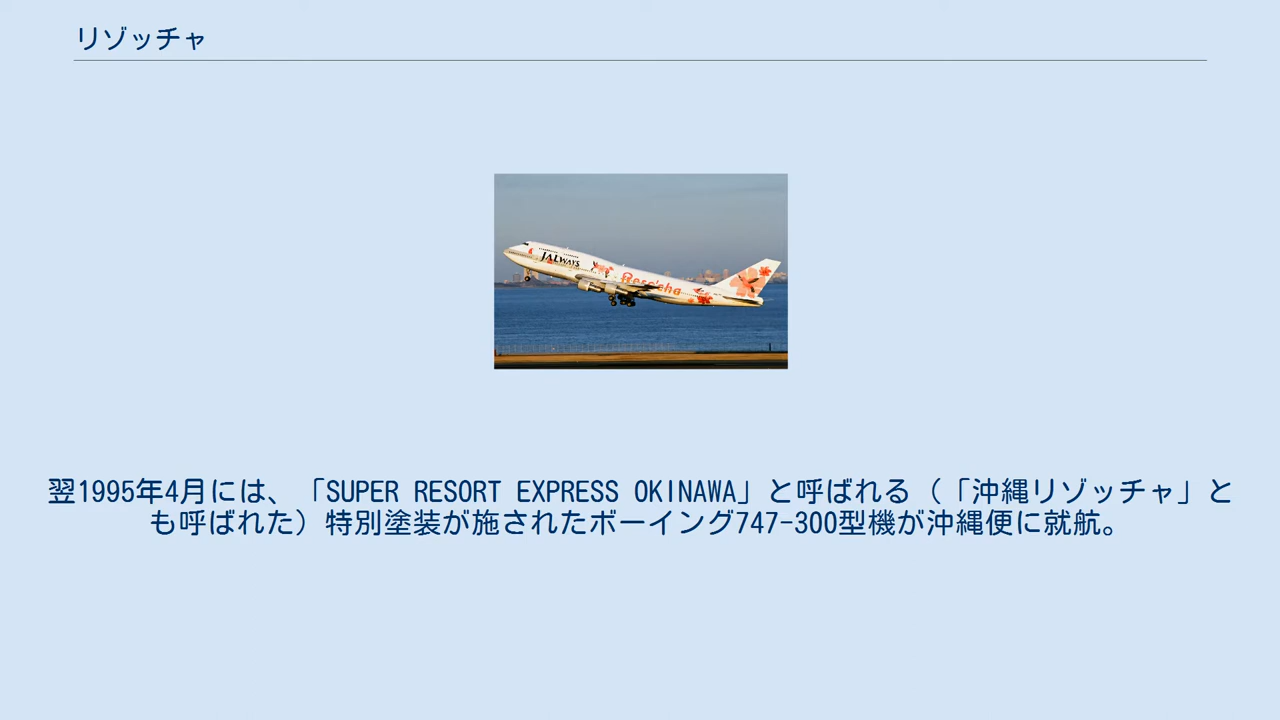 リゾッチャ
JALWAYS
Reso'cha
翌1995年4月には、「SUPER RESORT EXPRESS OKINAWA」と呼ばれる（「沖縄リゾッチャ」と
も呼ばれた）特別塗装が施されたボーイング747-300型機が沖縄便に就航。